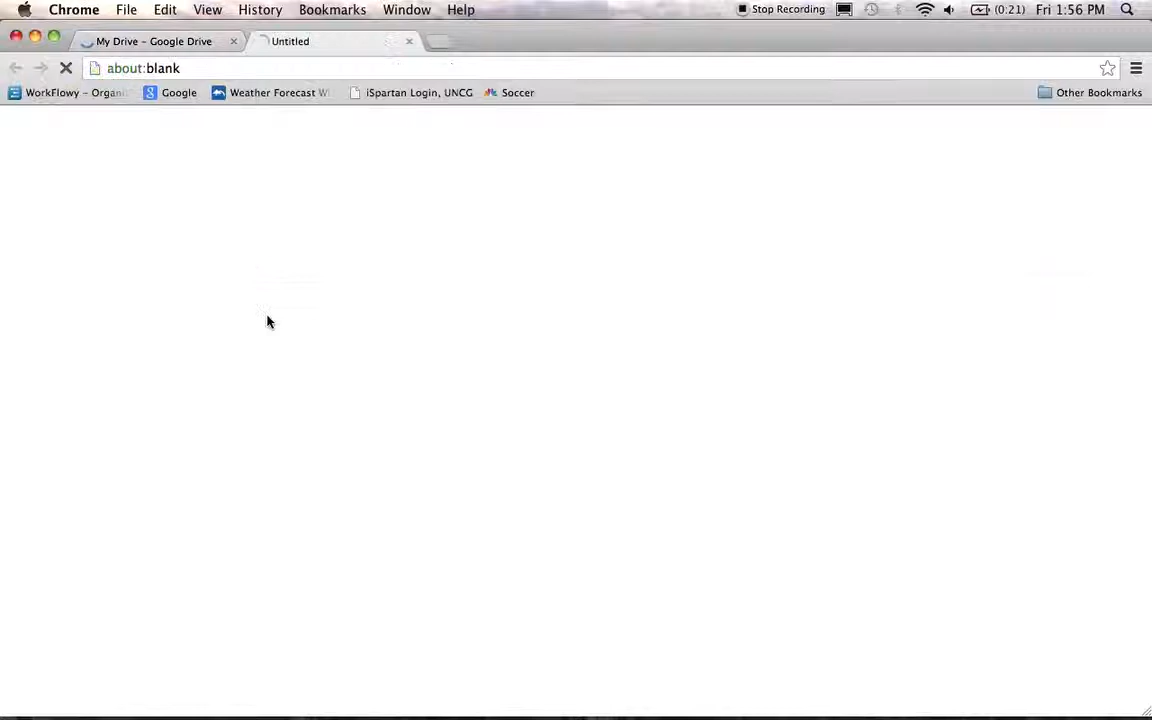 Chrome File Edit View History Bookmarks Window Help Stop Recording (0:21) Fri 1:56 PM
My Drive – Google Drive Untitled
about:blank
WorkFlowy – Organi Google Weather Forecast W iSpartan Login, UNCG Soccer Other Bookmarks